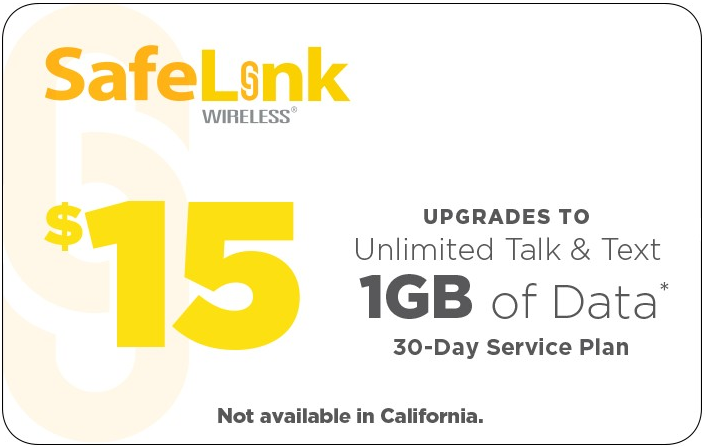 SafeLink
WIRELESS®
$15
UPGRADES TO
Unlimited Talk & Text
1GB of Data*
30-Day Service Plan
Not available in California.